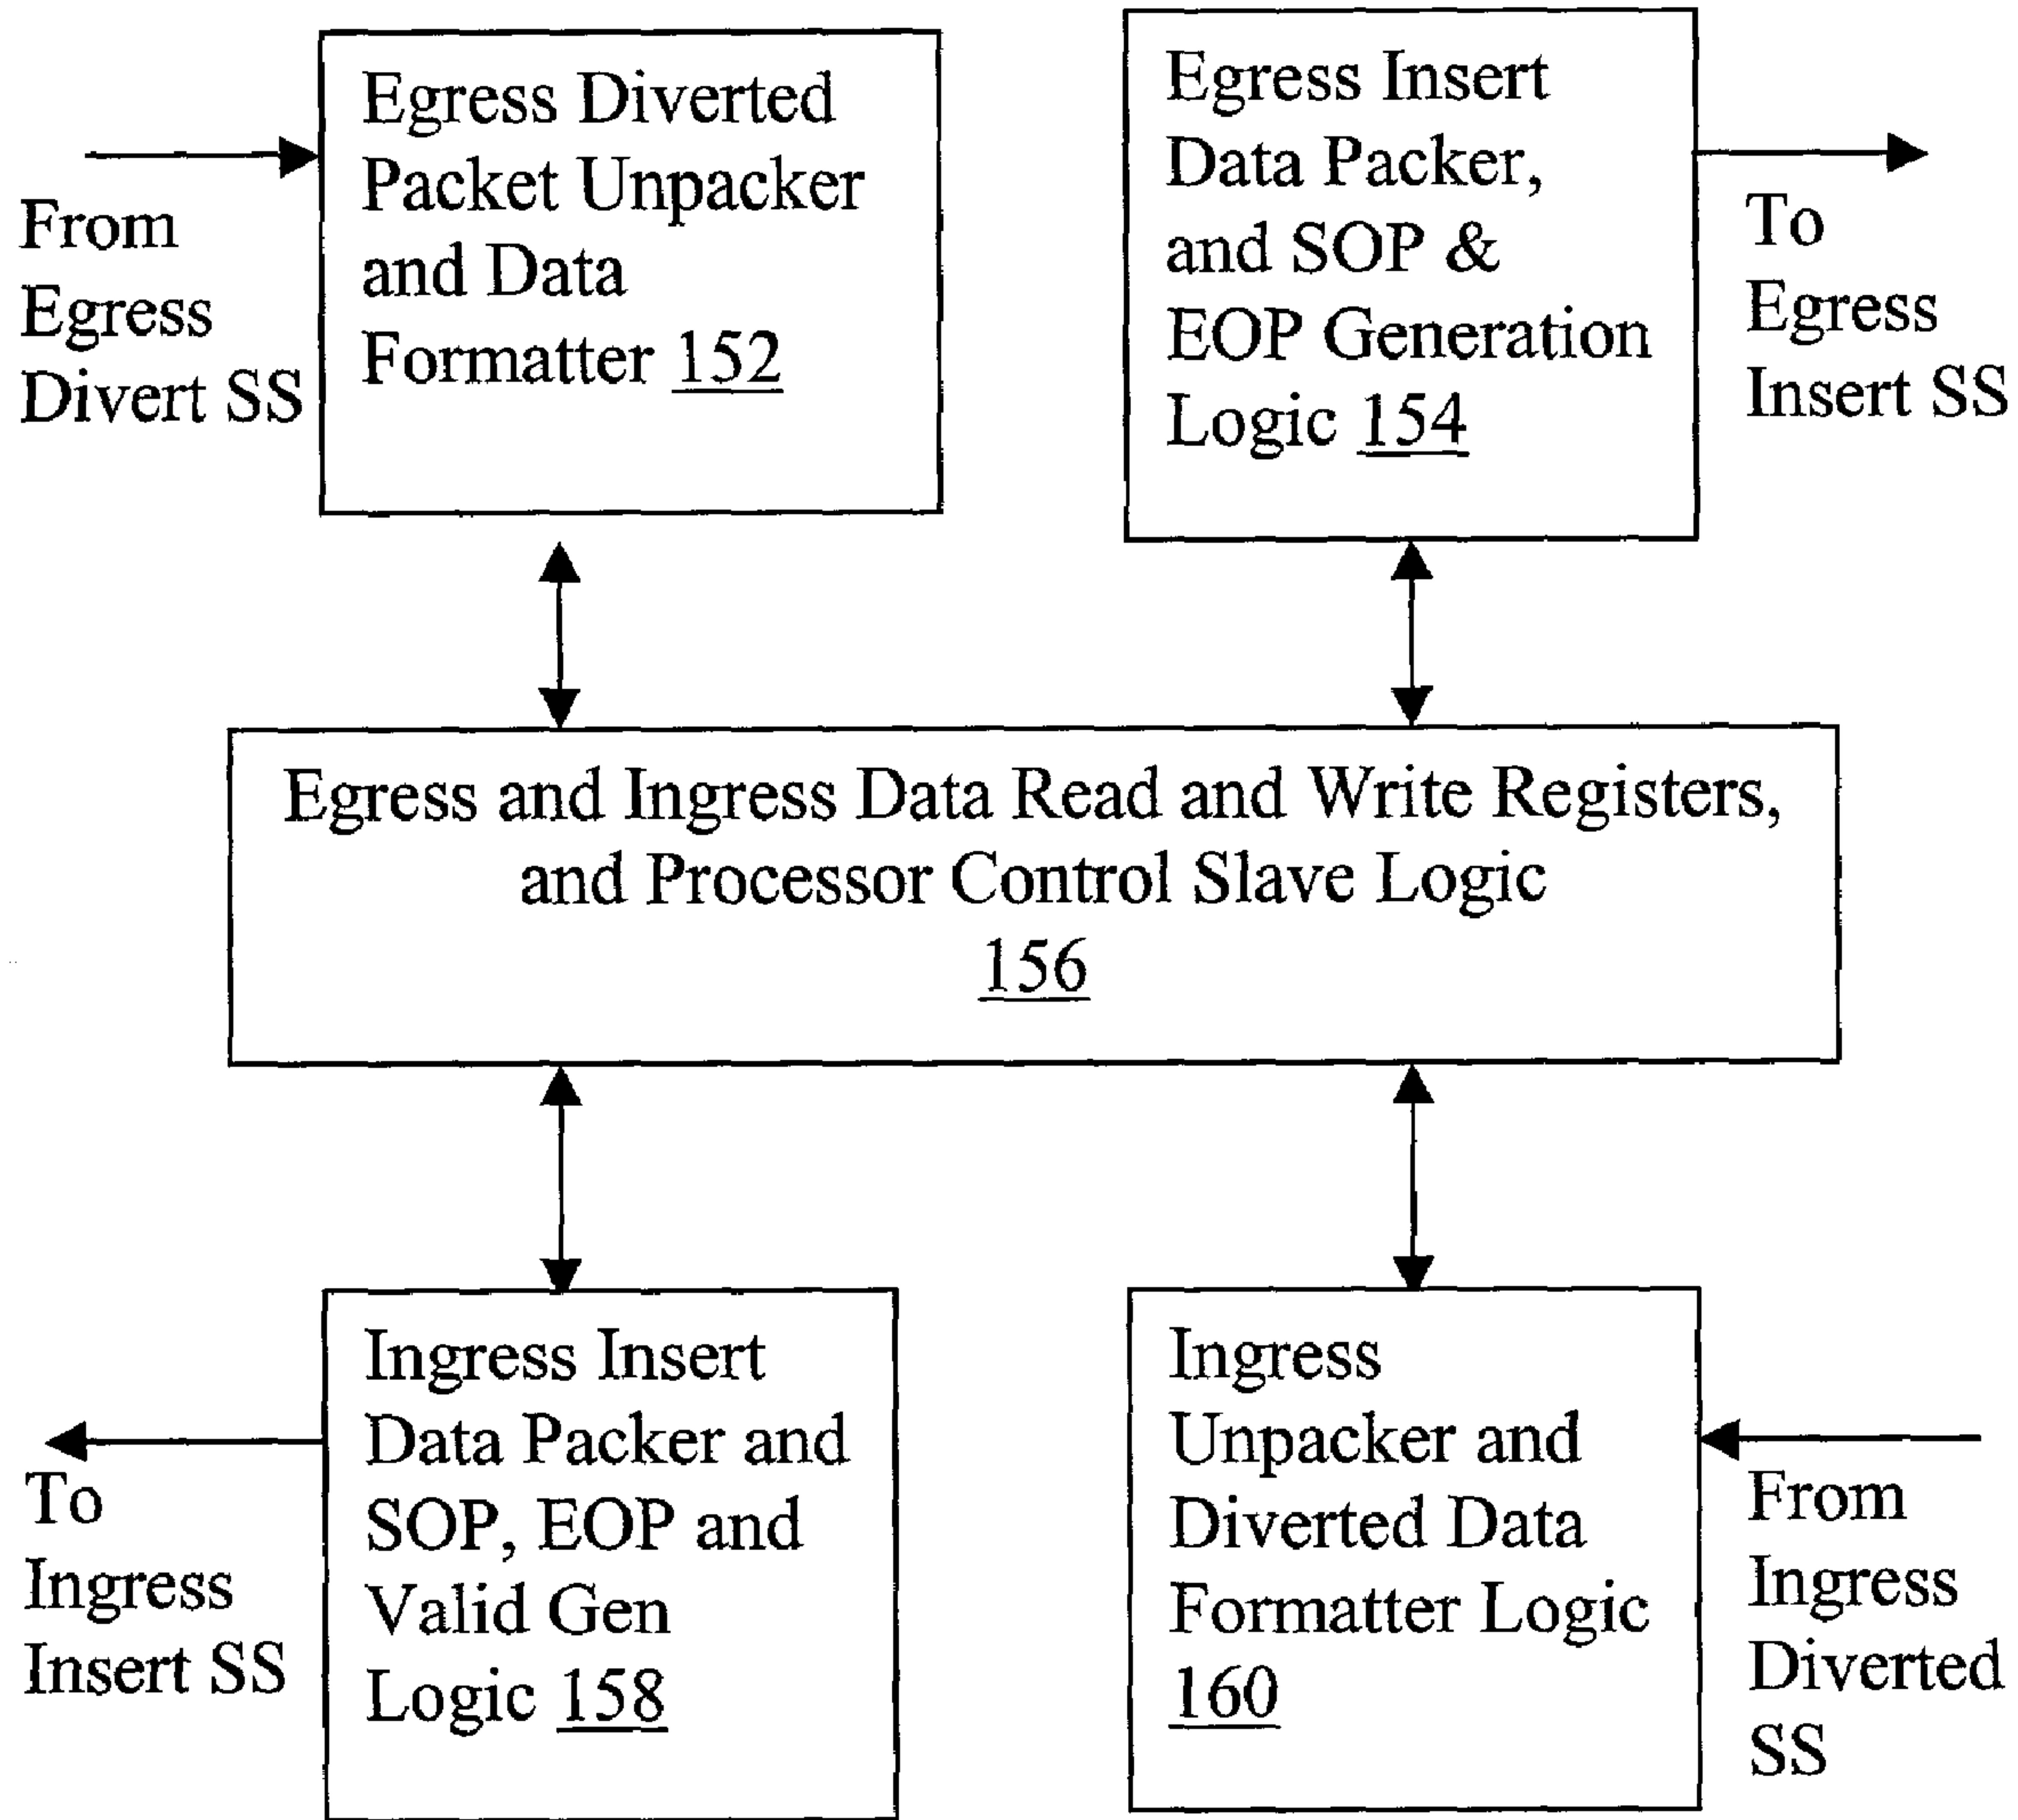 From
Egress
Divert SS
Egress Diverted
Packet Unpacker
and Data
Formatter 152
Egress Insert
Data Packer,
and SOP &
EOP Generation
Logic 154
To
Egress
Insert SS
Egress and Ingress Data Read and Write Registers,
and Processor Control Slave Logic
156
To
Ingress
Insert SS
Ingress Insert
Data Packer and
SOP, EOP and
Valid Gen
Logic 158
Ingress
Unpacker and
Diverted Data
Formatter Logic
160
From
Ingress
Diverted
SS